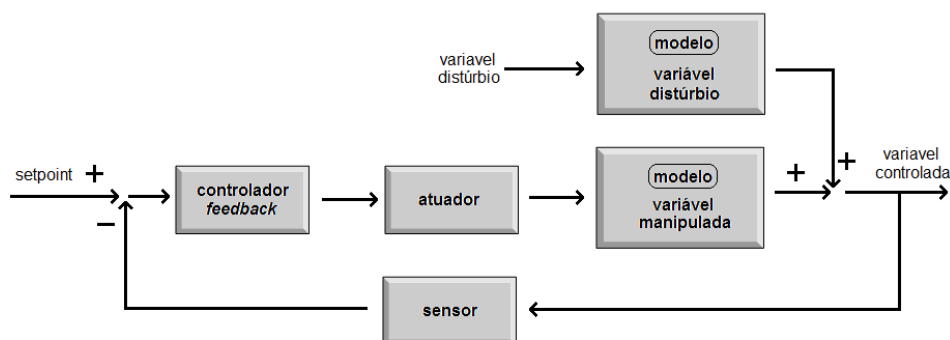 modelo
variável
distúrbio
variavel
distúrbio
+
variavel
controlada
setpoint
+
−
controlador
feedback
atuador
modelo
variável
manipulada
+
sensor